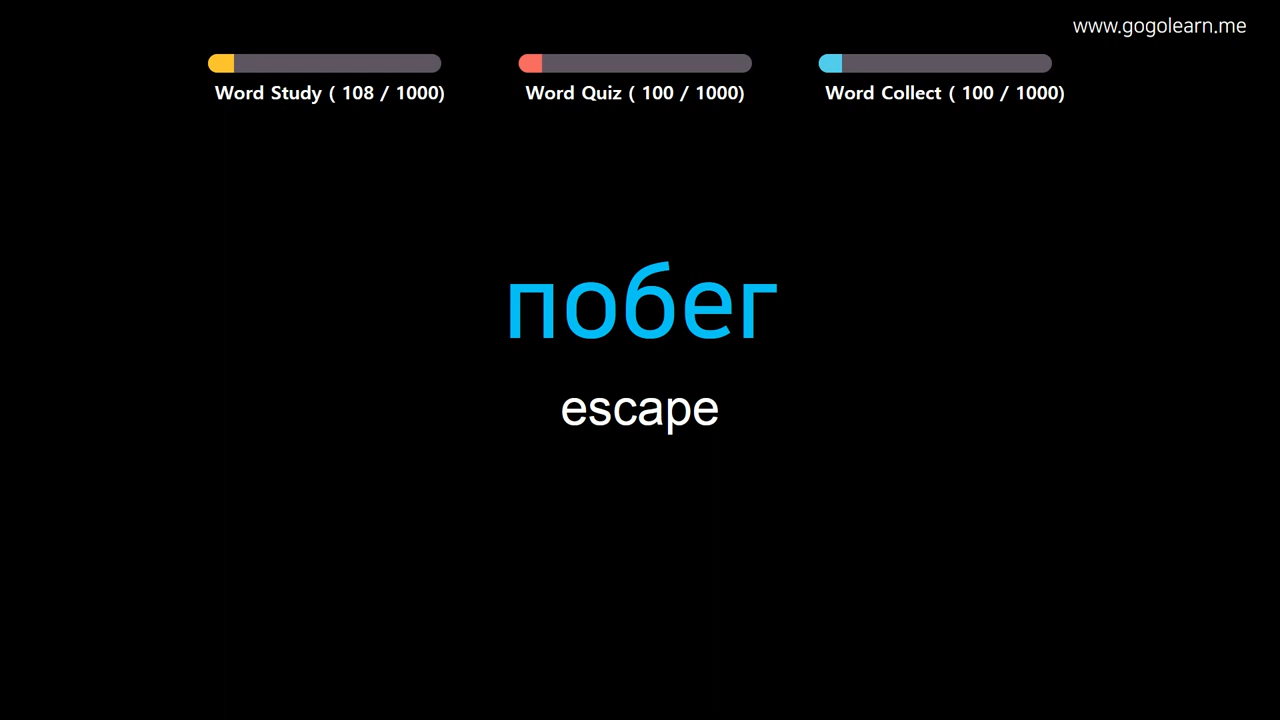 www.gogolearn.me
Word Study ( 108 / 1000)
Word Quiz ( 100 / 1000)
Word Collect ( 100 / 1000)
побег
escape